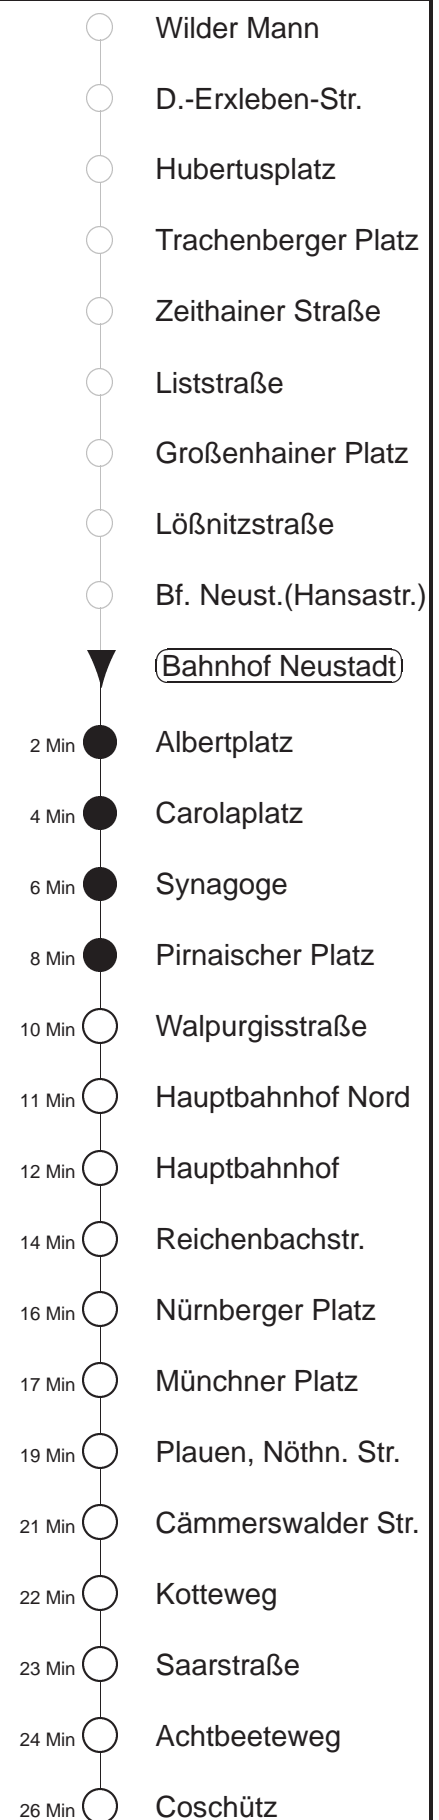 Wilder Mann
D.-Erxleben-Str.
Hubertusplatz
Trachenberger Platz
Zeithainer Straße
Liststraße
Großenhainer Platz
Lößnitzstraße
Bf. Neust.(Hansastr.)
Bahnhof Neustadt
2 Min Albertplatz
4 Min Carolaplatz
6 Min Synagoge
8 Min Pirnaischer Platz
10 Min Walpurgisstraße
11 Min Hauptbahnhof Nord
12 Min Hauptbahnhof
14 Min Reichenbachstr.
16 Min Nürnberger Platz
17 Min Münchner Platz
19 Min Plauen, Nöthn. Str.
21 Min Cämmerswalder Str.
22 Min Kotteweg
23 Min Saarstraße
24 Min Achtbeeteweg
26 Min Coschütz